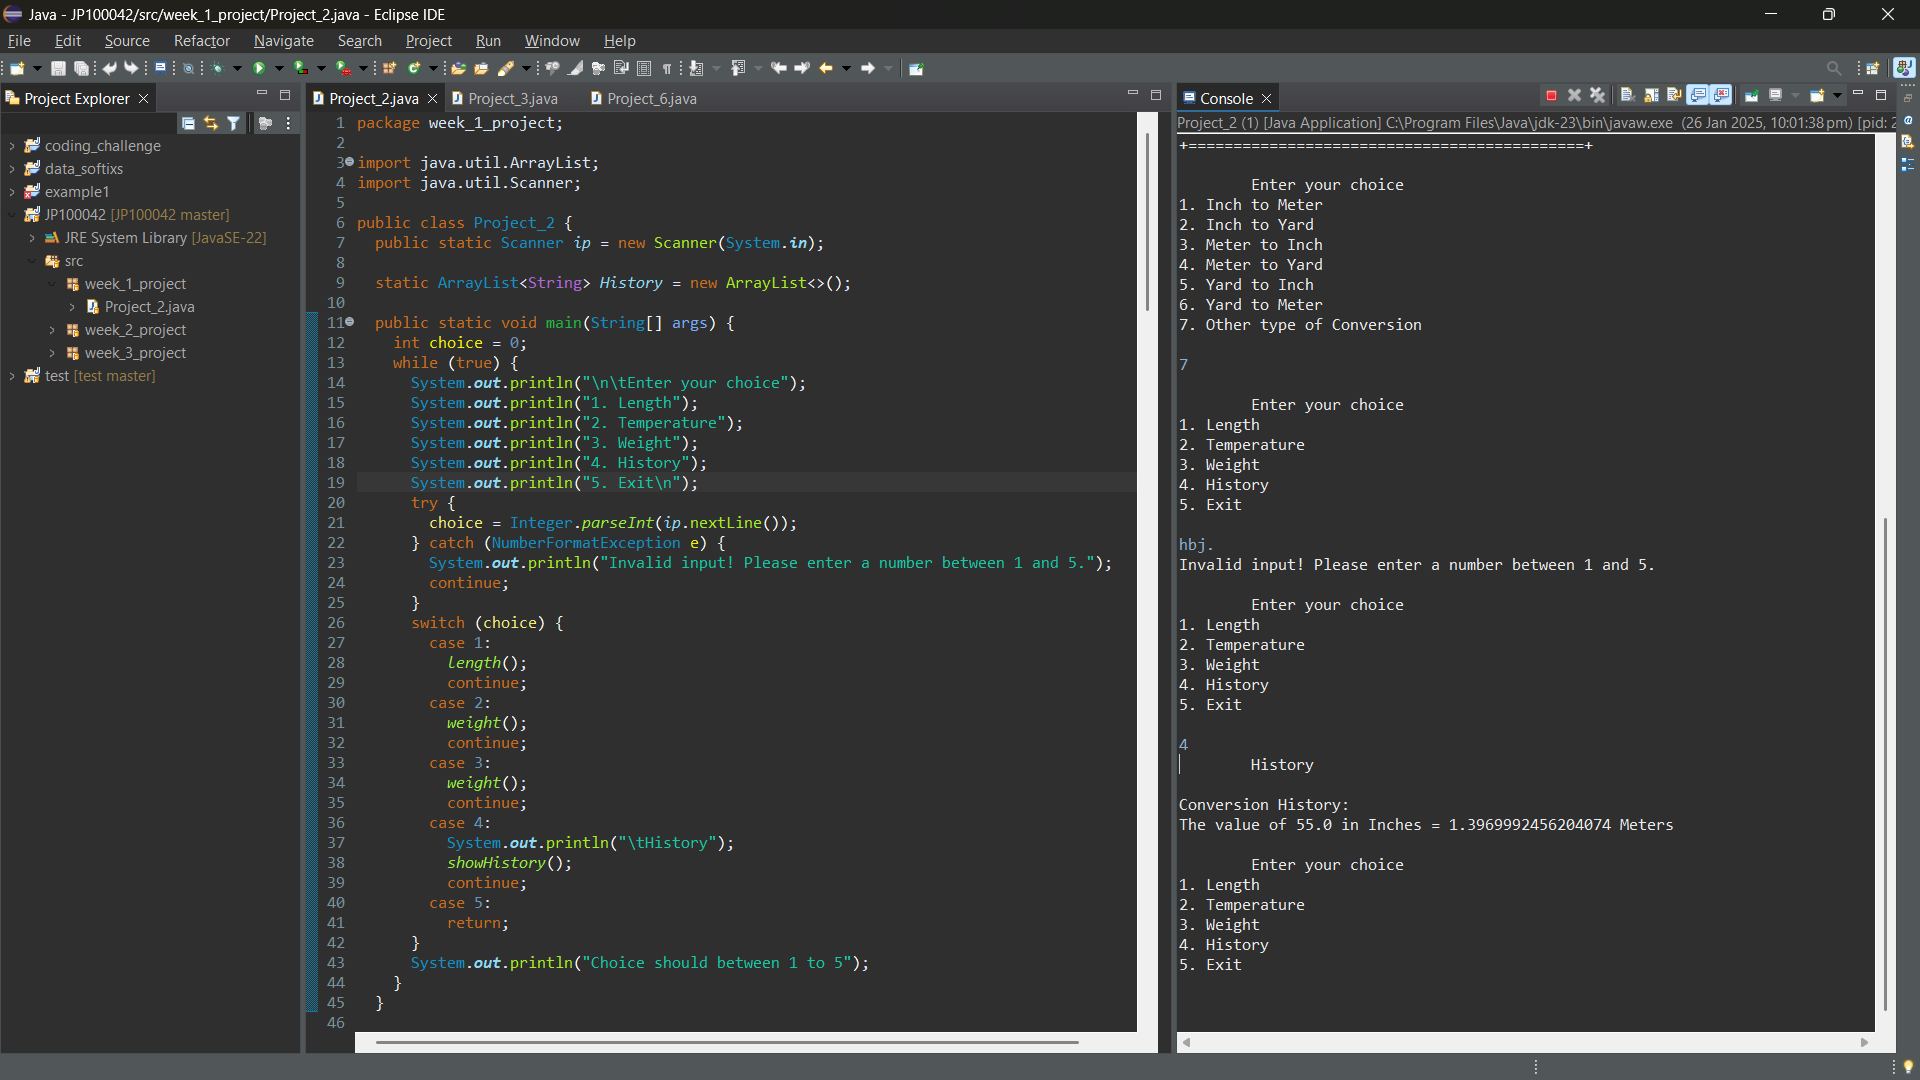 Java - JP100042/src/week_1_project/Project_2.java - Eclipse IDE
File Edit Source Refactor Navigate Search Project Run Window Help
Project Explorer
coding_challenge
data_softixs
example1
JP100042 [JP100042 master]
JRE System Library [JavaSE-22]
src
week_1_project
Project_2.java
week_2_project
week_3_project
test [test master]
Project_2.java Project_3.java Project_6.java
1 package week_1_project;
2
3 import java.util.ArrayList;
4 import java.util.Scanner;
5
6 public class Project_2 {
7 public static Scanner ip = new Scanner(System.in);
8
9 static ArrayList<String> History = new ArrayList<>();
10
11 public static void main(String[] args) {
12 int choice = 0;
13 while (true) {
14 System.out.println("\n\tEnter your choice");
15 System.out.println("1. Length");
16 System.out.println("2. Temperature");
17 System.out.println("3. Weight");
18 System.out.println("4. History");
19 System.out.println("5. Exit\n");
20 try {
21 choice = Integer.parseInt(ip.nextLine());
22 } catch (NumberFormatException e) {
23 System.out.println("Invalid input! Please enter a number between 1 and 5.");
24 continue;
25 }
26 switch (choice) {
27 case 1:
28 length();
29 continue;
30 case 2:
31 weight();
32 continue;
33 case 3:
34 weight();
35 continue;
36 case 4:
37 System.out.println("\tHistory");
38 showHistory();
39 continue;
40 case 5:
41 return;
42 }
43 System.out.println("Choice should between 1 to 5");
44 }
45 }
46
Console
Project_2 (1) [Java Application] C:\Program Files\Java\jdk-23\bin\javaw.exe (26 Jan 2025, 10:01:38 pm) [pid: 2
+============================================+
Enter your choice
1. Inch to Meter
2. Inch to Yard
3. Meter to Inch
4. Meter to Yard
5. Yard to Inch
6. Yard to Meter
7. Other type of Conversion
7
Enter your choice
1. Length
2. Temperature
3. Weight
4. History
5. Exit
hbj.
Invalid input! Please enter a number between 1 and 5.
Enter your choice
1. Length
2. Temperature
3. Weight
4. History
5. Exit
4
History
Conversion History:
The value of 55.0 in Inches = 1.3969992456204074 Meters
Enter your choice
1. Length
2. Temperature
3. Weight
4. History
5. Exit